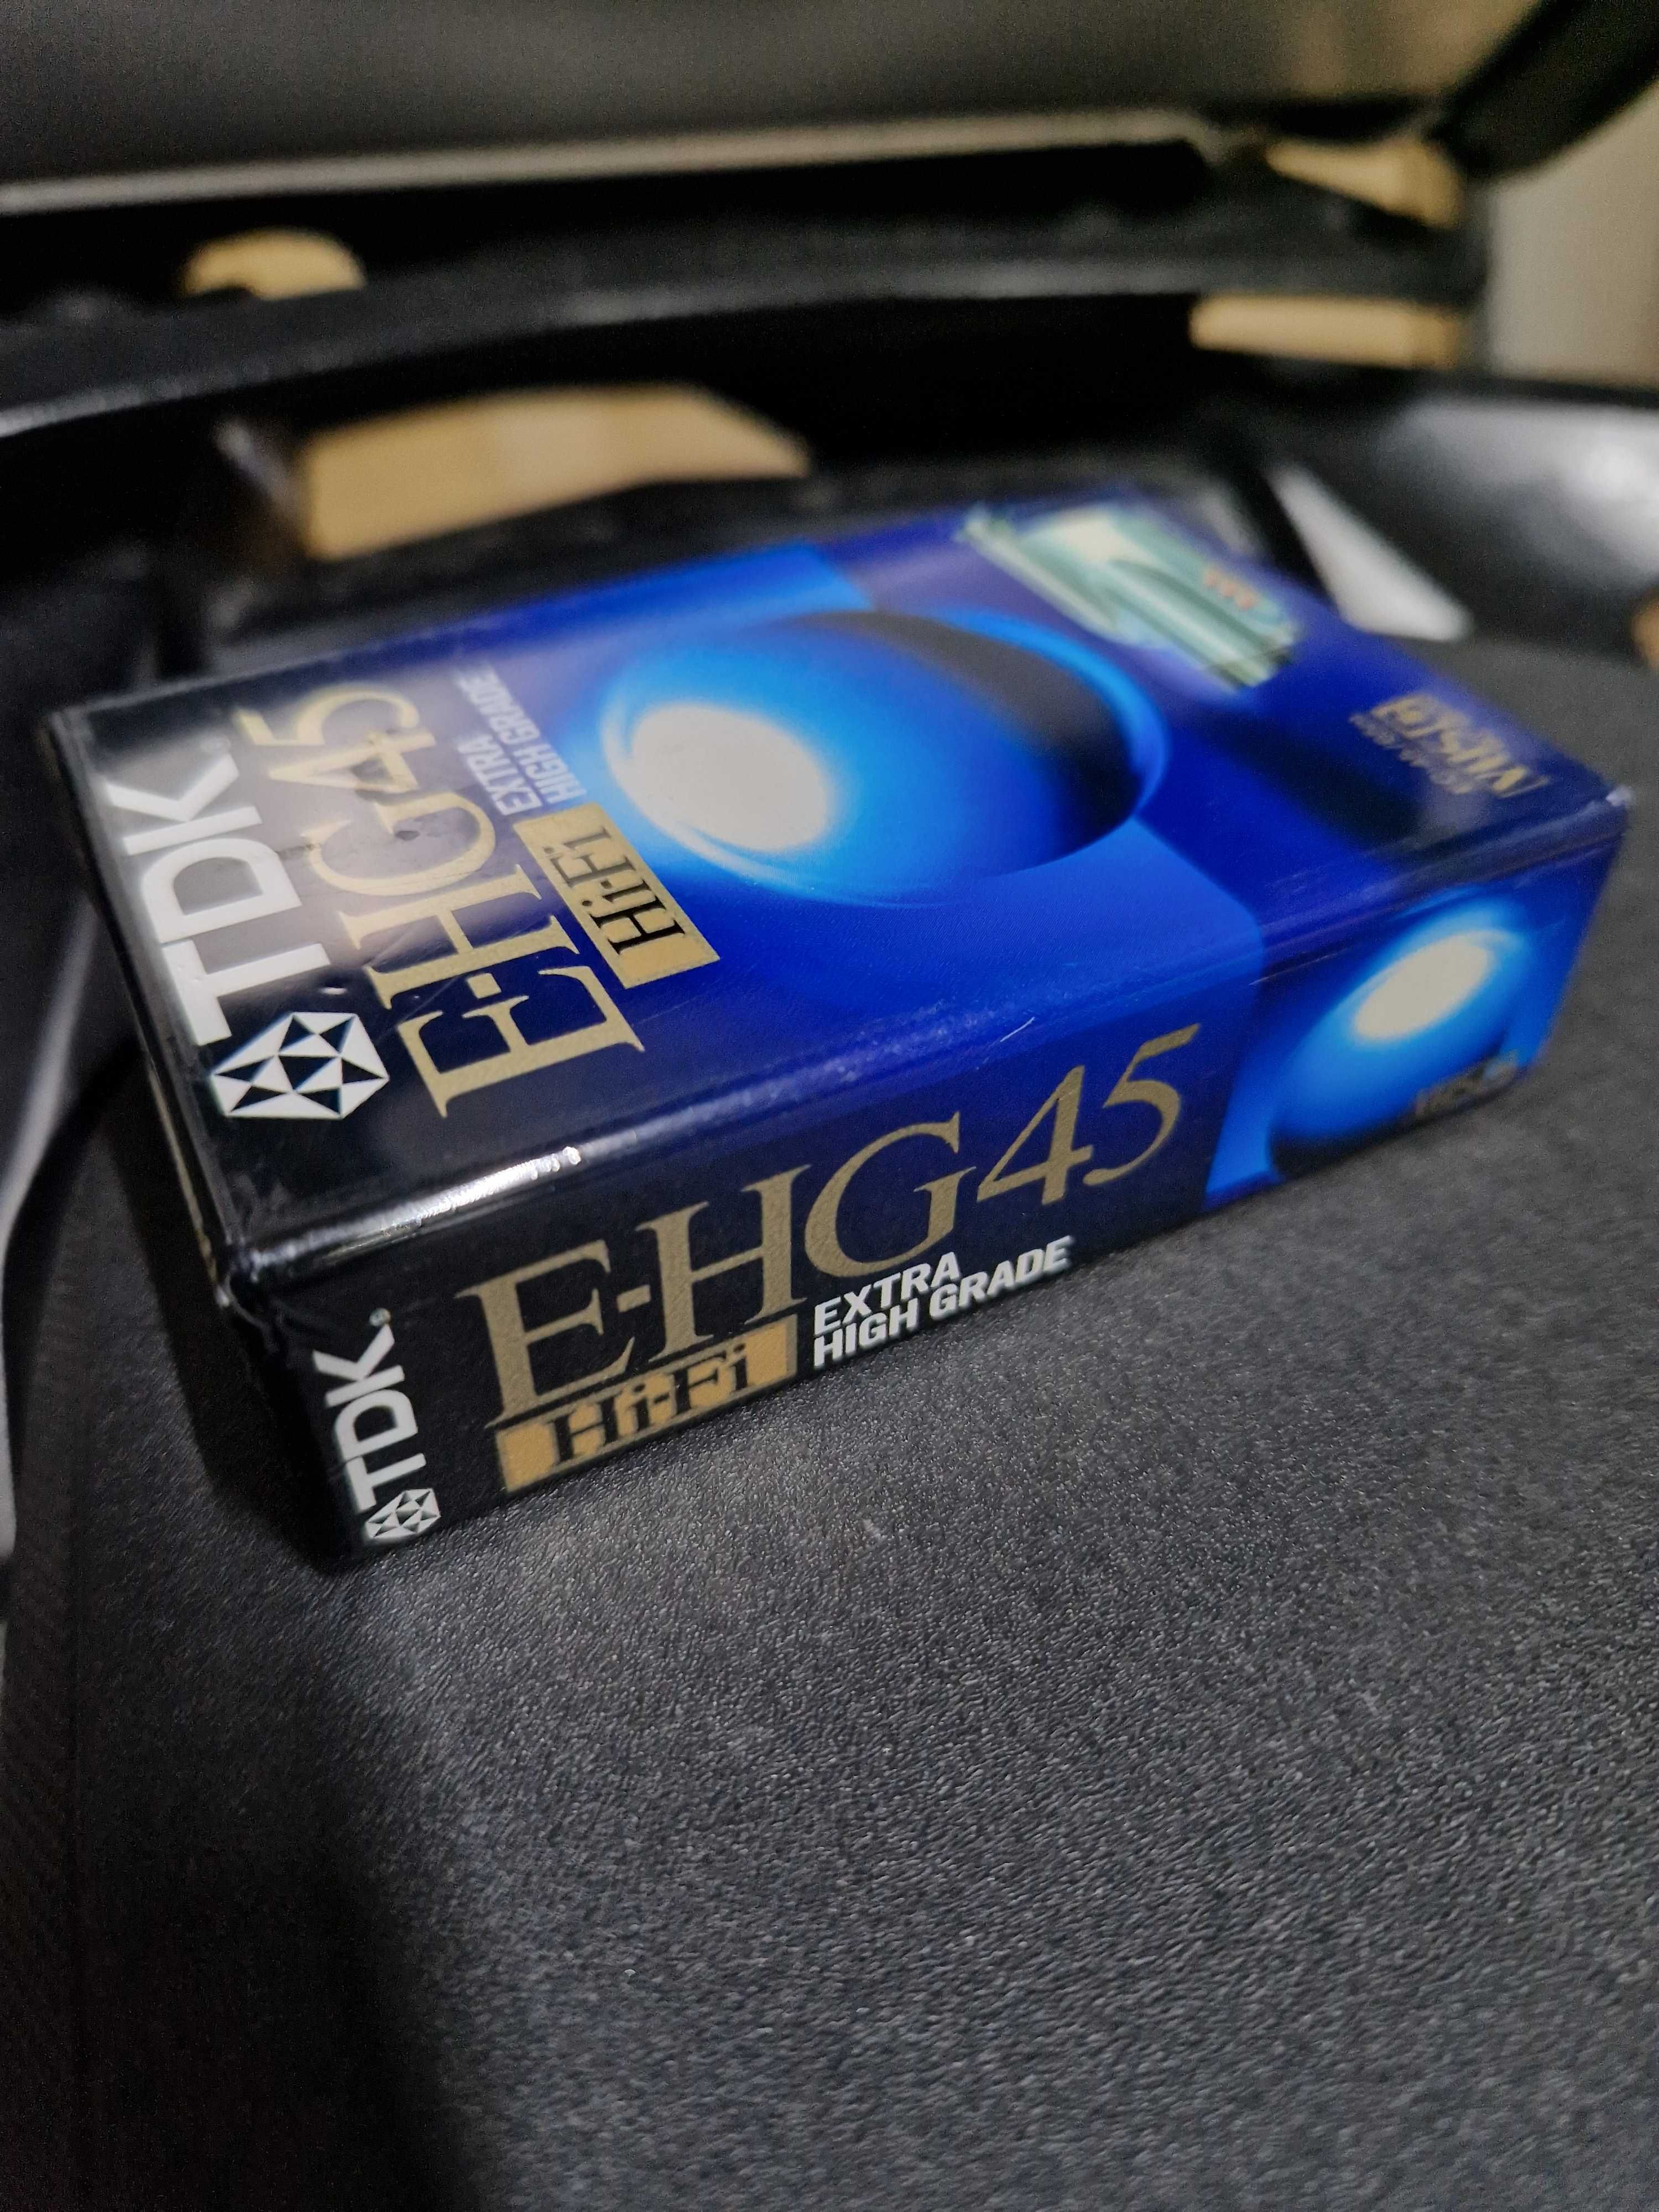 TDK
E-HG45
EXTRA
HIGH GRADE
Hi-Fi
TDK
E-HG45
Hi-Fi
EXTRA
HIGH GRADE